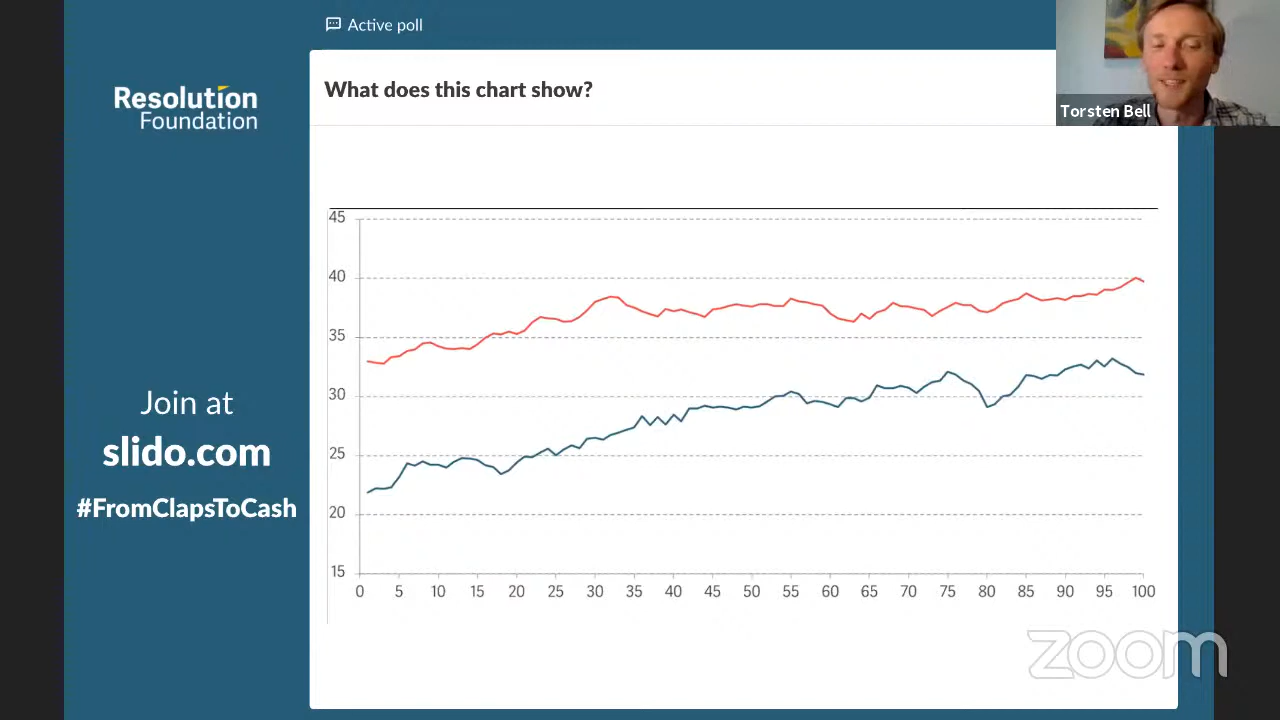 Active poll
What does this chart show?
Torsten Bell
Resolution
Foundation
Join at
slido.com
#FromClapsToCash
45
40
35
30
25
20
15
0 5 10 15 20 25 30 35 40 45 50 55 60 65 70 75 80 85 90 95 100
zoom